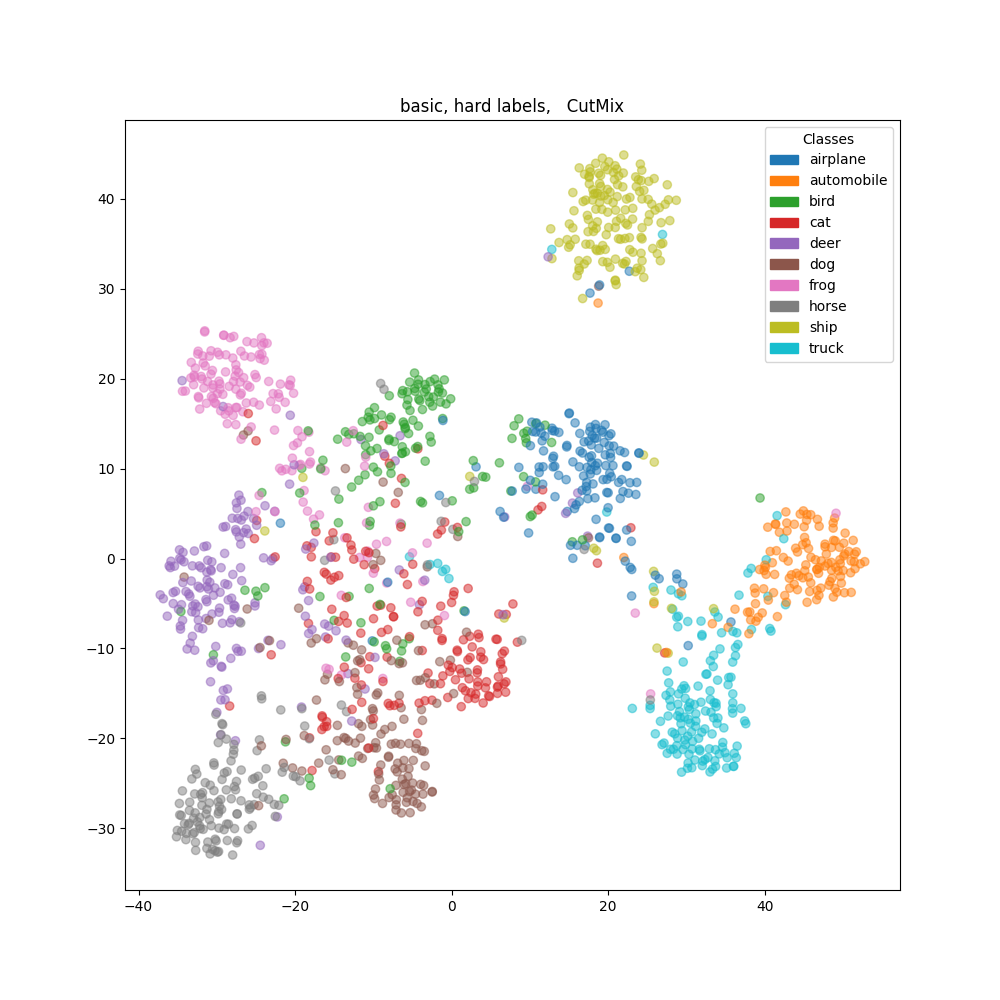 basic, hard labels,   CutMix
Classes
airplane
automobile
bird
cat
deer
dog
frog
horse
ship
truck
40
30
20
10
0
−10
−20
−30
−40
−20
0
20
40